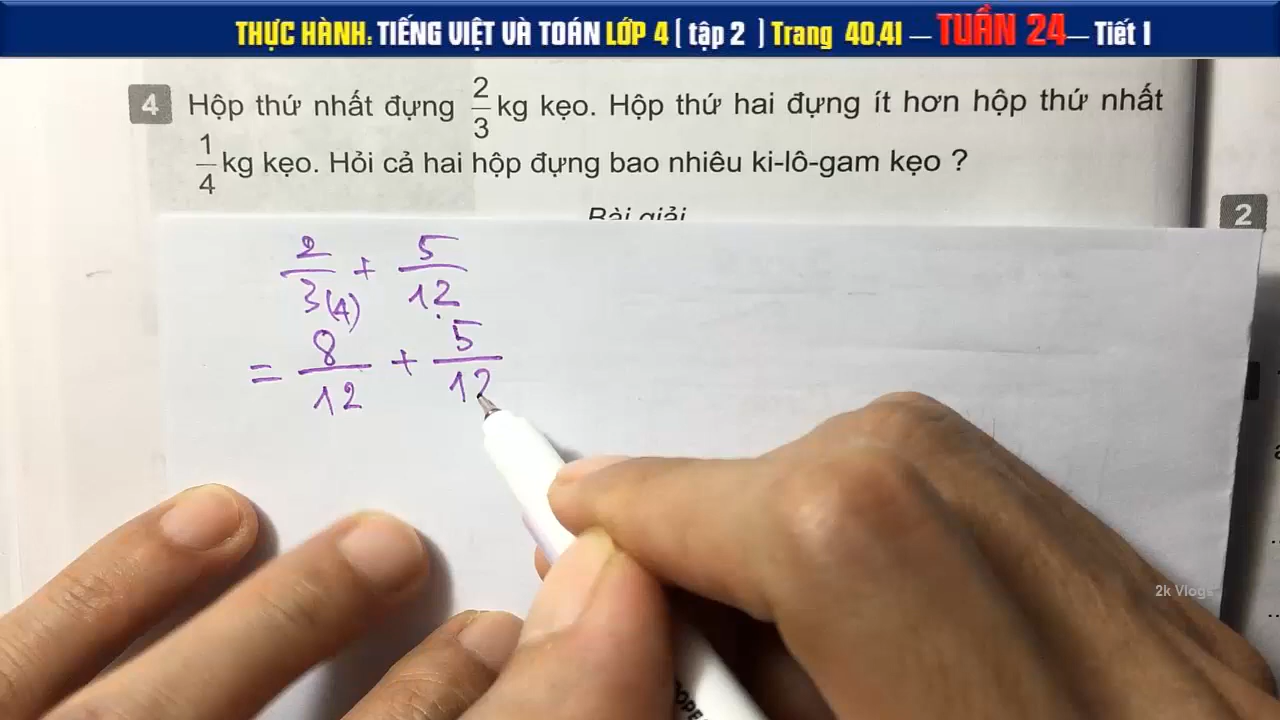 THỰC HÀNH: TIẾNG VIỆT VÀ TOÁN LỚP 4 ( tập 2 ) Trang 40,41 – TUẦN 24 – Tiết 1
4 Hộp thứ nhất đựng 2/3 kg kẹo. Hộp thứ hai đựng ít hơn hộp thứ nhất
1/4 kg kẹo. Hỏi cả hai hộp đựng bao nhiêu ki-lô-gam kẹo ?
Bài giải
2
2/3(4) + 5/12
= 8/12 + 5/12
2k Vlogs